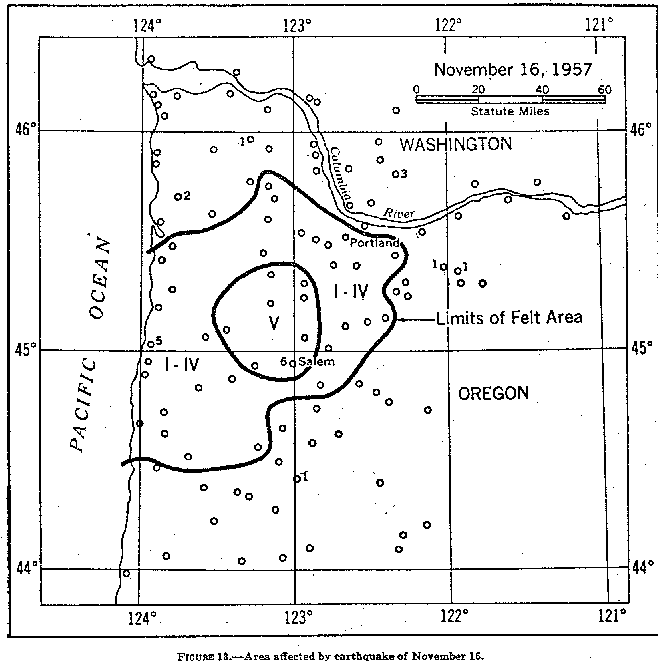 124° 123° 122° 121°
November 16, 1957
0 20 40 60
Statute Miles
46° 46°
WASHINGTON
1
Columbia
3
2
River
Portland
PACIFIC OCEAN
1 1
I-IV
V
Limits of Felt Area
5
45° 45°
I-IV
6 Salem
OREGON
1
44° 44°
124° 123° 122° 121°
FIGURE 13.—Area affected by earthquake of November 16.